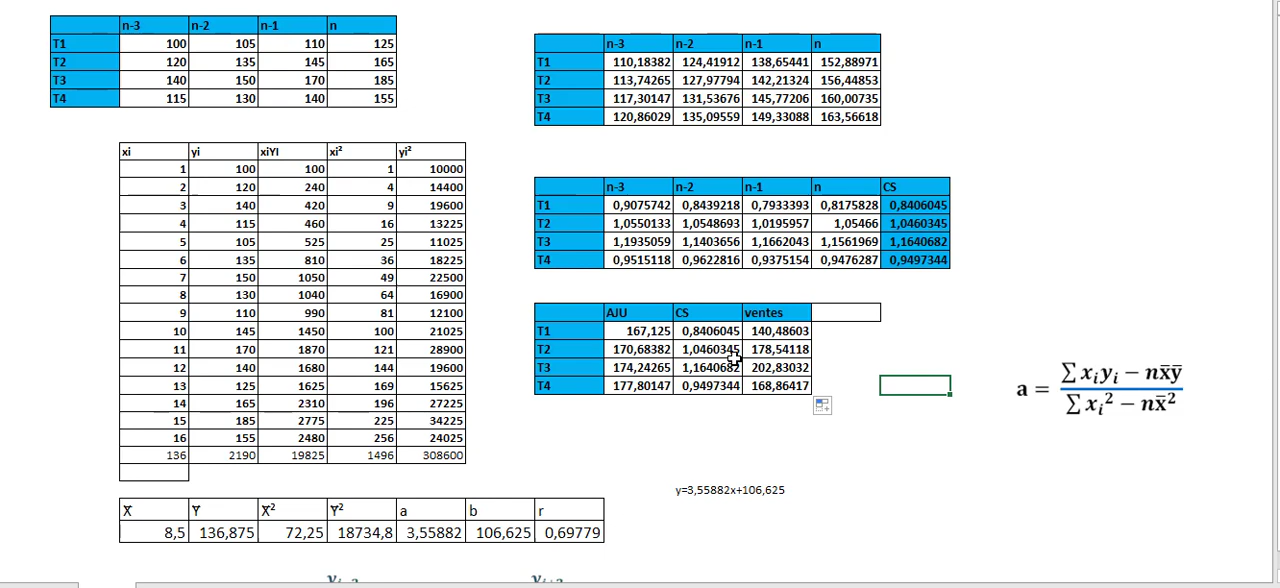 n-3 n-2 n-1 n
T1 100 105 110 125
T2 120 135 145 165
T3 140 150 170 185
T4 115 130 140 155
n-3 n-2 n-1 n
T1 110,18382 124,41912 138,65441 152,88971
T2 113,74265 127,97794 142,21324 156,44853
T3 117,30147 131,53676 145,77206 160,00735
T4 120,86029 135,09559 149,33088 163,56618
xi yi xiYI xi² yi²
1 100 100 1 10000
2 120 240 4 14400
3 140 420 9 19600
4 115 460 16 13225
5 105 525 25 11025
6 135 810 36 18225
7 150 1050 49 22500
8 130 1040 64 16900
9 110 990 81 12100
10 145 1450 100 21025
11 170 1870 121 28900
12 140 1680 144 19600
13 125 1625 169 15625
14 165 2310 196 27225
15 185 2775 225 34225
16 155 2480 256 24025
136 2190 19825 1496 308600
n-3 n-2 n-1 n CS
T1 0,9075742 0,8439218 0,7933393 0,8175828 0,8406045
T2 1,0550133 1,0548693 1,0195957 1,05466 1,0460345
T3 1,1935059 1,1403656 1,1662043 1,1561969 1,1640682
T4 0,9515118 0,9622816 0,9375154 0,9476287 0,9497344
AJU CS ventes
T1 167,125 0,8406045 140,48603
T2 170,68382 1,0460345 178,54118
T3 174,24265 1,1640682 202,83032
T4 177,80147 0,9497344 168,86417
a = (∑xᵢyᵢ − nx̄ȳ) / (∑xᵢ² − nx̄²)
y=3,55882x+106,625
X̄ Ȳ X̄² Ȳ² a b r
8,5 136,875 72,25 18734,8 3,55882 106,625 0,69779